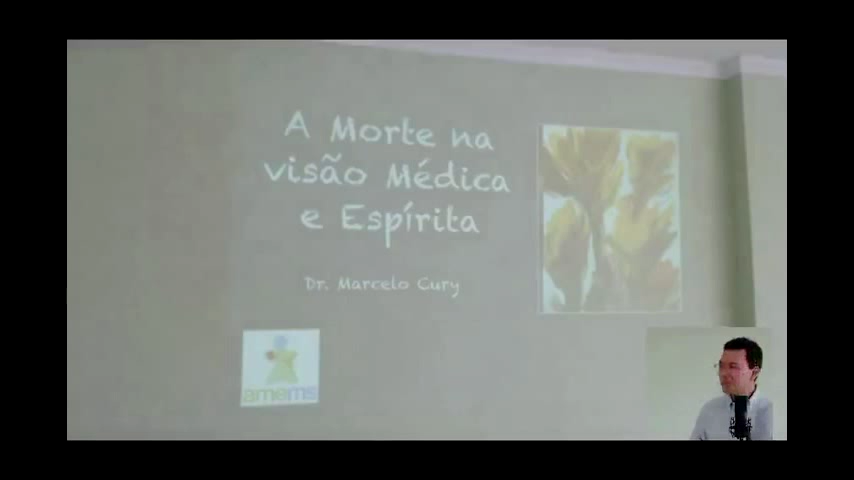 A Morte na
visão Médica
e Espírita
Dr. Marcelo Cury
amems